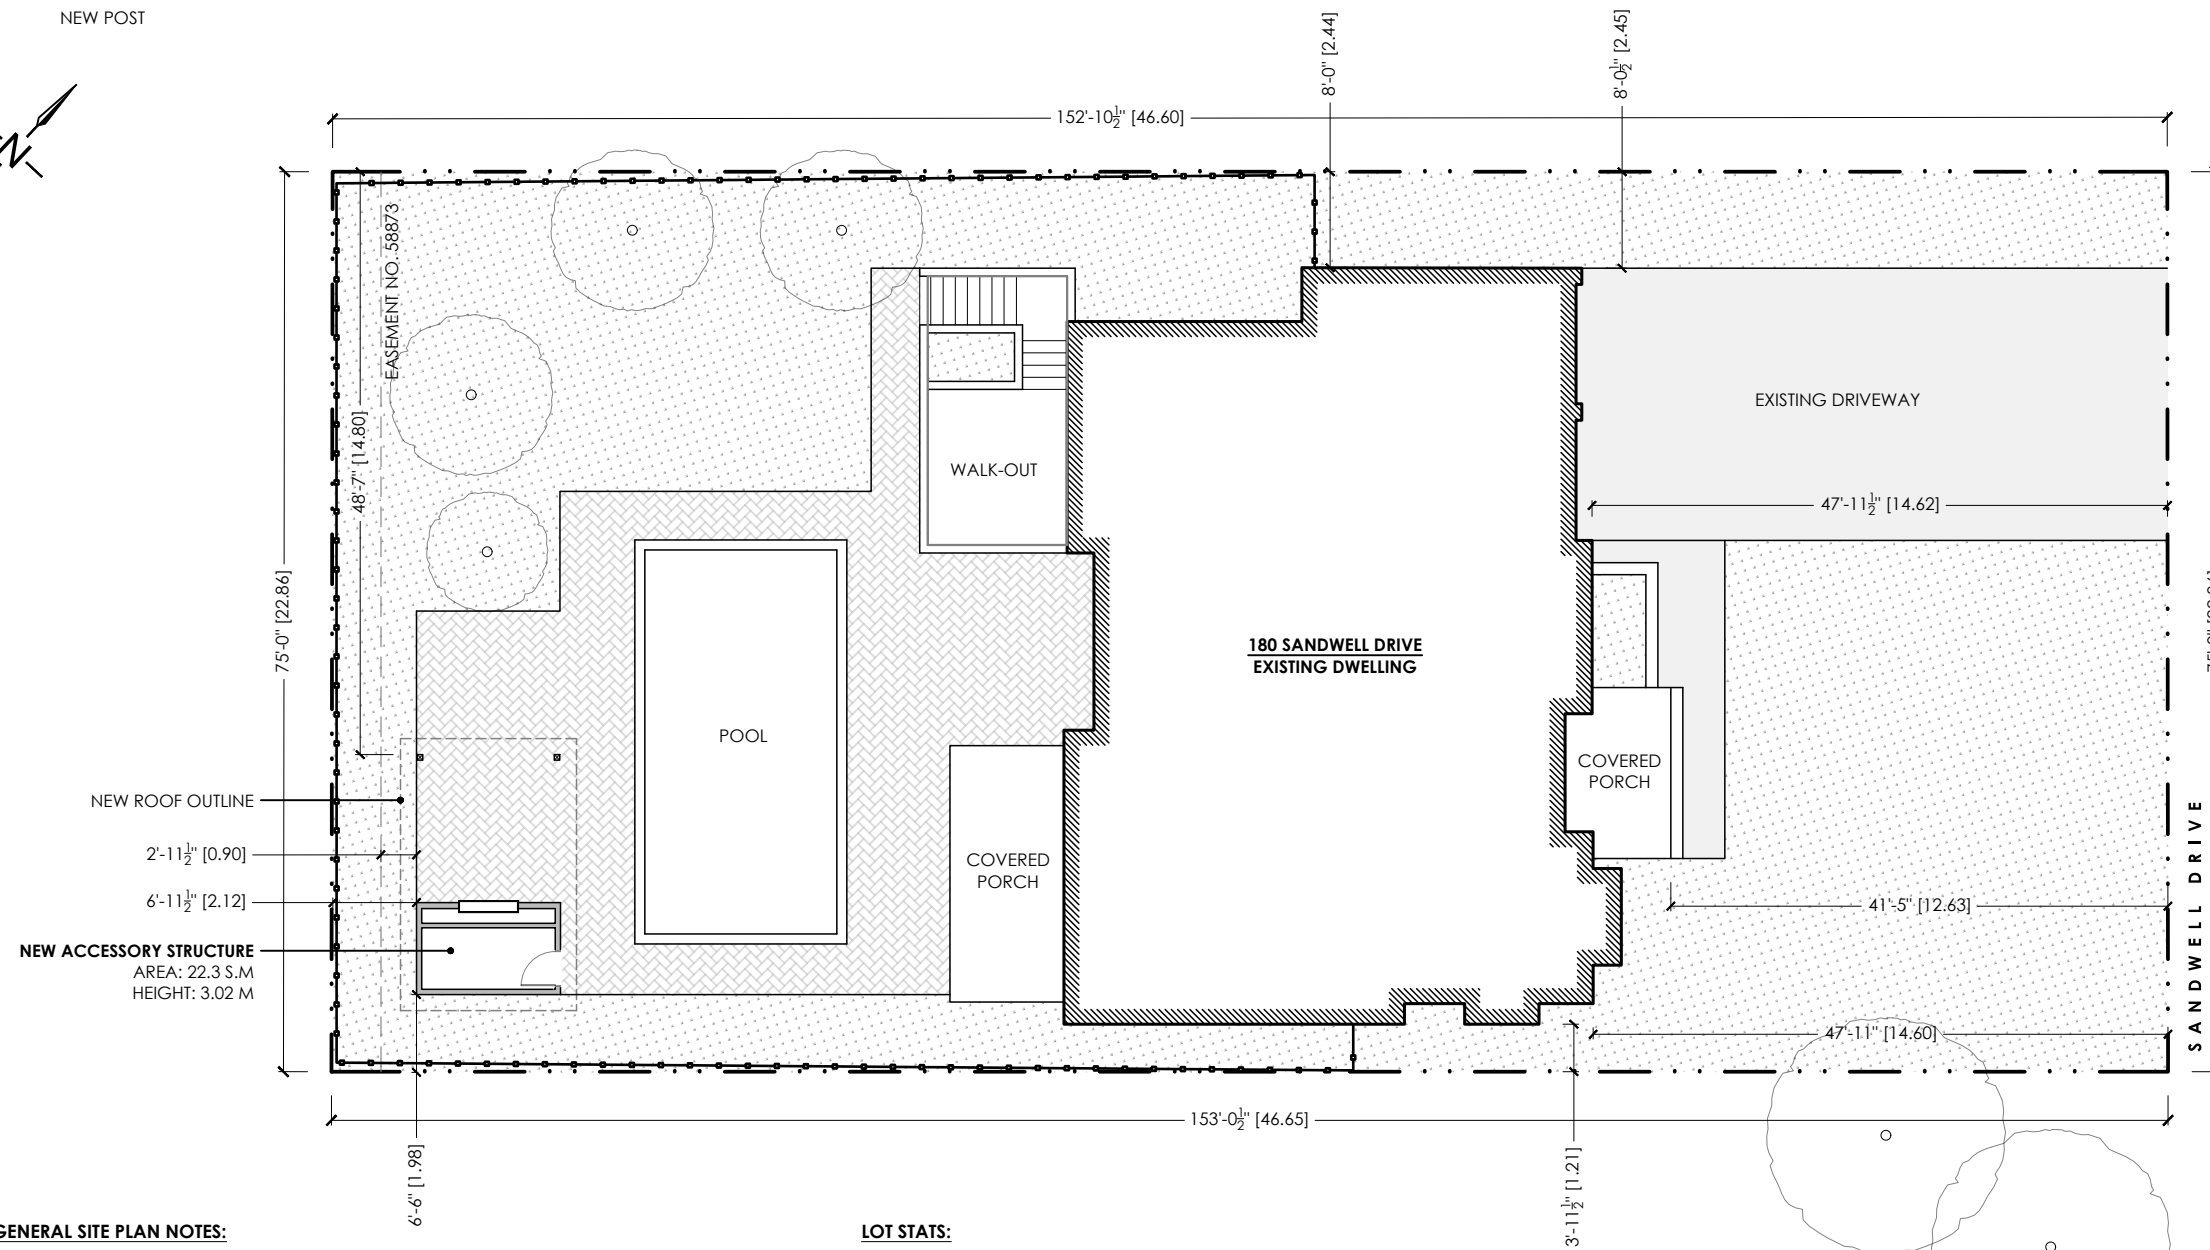 NEW POST
8'-0" [2.44]
8'-0½" [2.45]
N
152'-10½" [46.60]
EASEMENT NO. 58873
48'-7" [14.80]
75'-0" [22.86]
WALK-OUT
EXISTING DRIVEWAY
47'-11½" [14.62]
180 SANDWELL DRIVE
EXISTING DWELLING
POOL
COVERED
PORCH
COVERED
PORCH
NEW ROOF OUTLINE
2'-11½" [0.90]
6'-11½" [2.12]
NEW ACCESSORY STRUCTURE
AREA: 22.3 S.M
HEIGHT: 3.02 M
41'-5" [12.63]
47'-11" [14.60]
SANDWELL DRIVE
153'-0½" [46.65]
6'-6" [1.98]
3'-11½" [1.21]
GENERAL SITE PLAN NOTES:
LOT STATS: